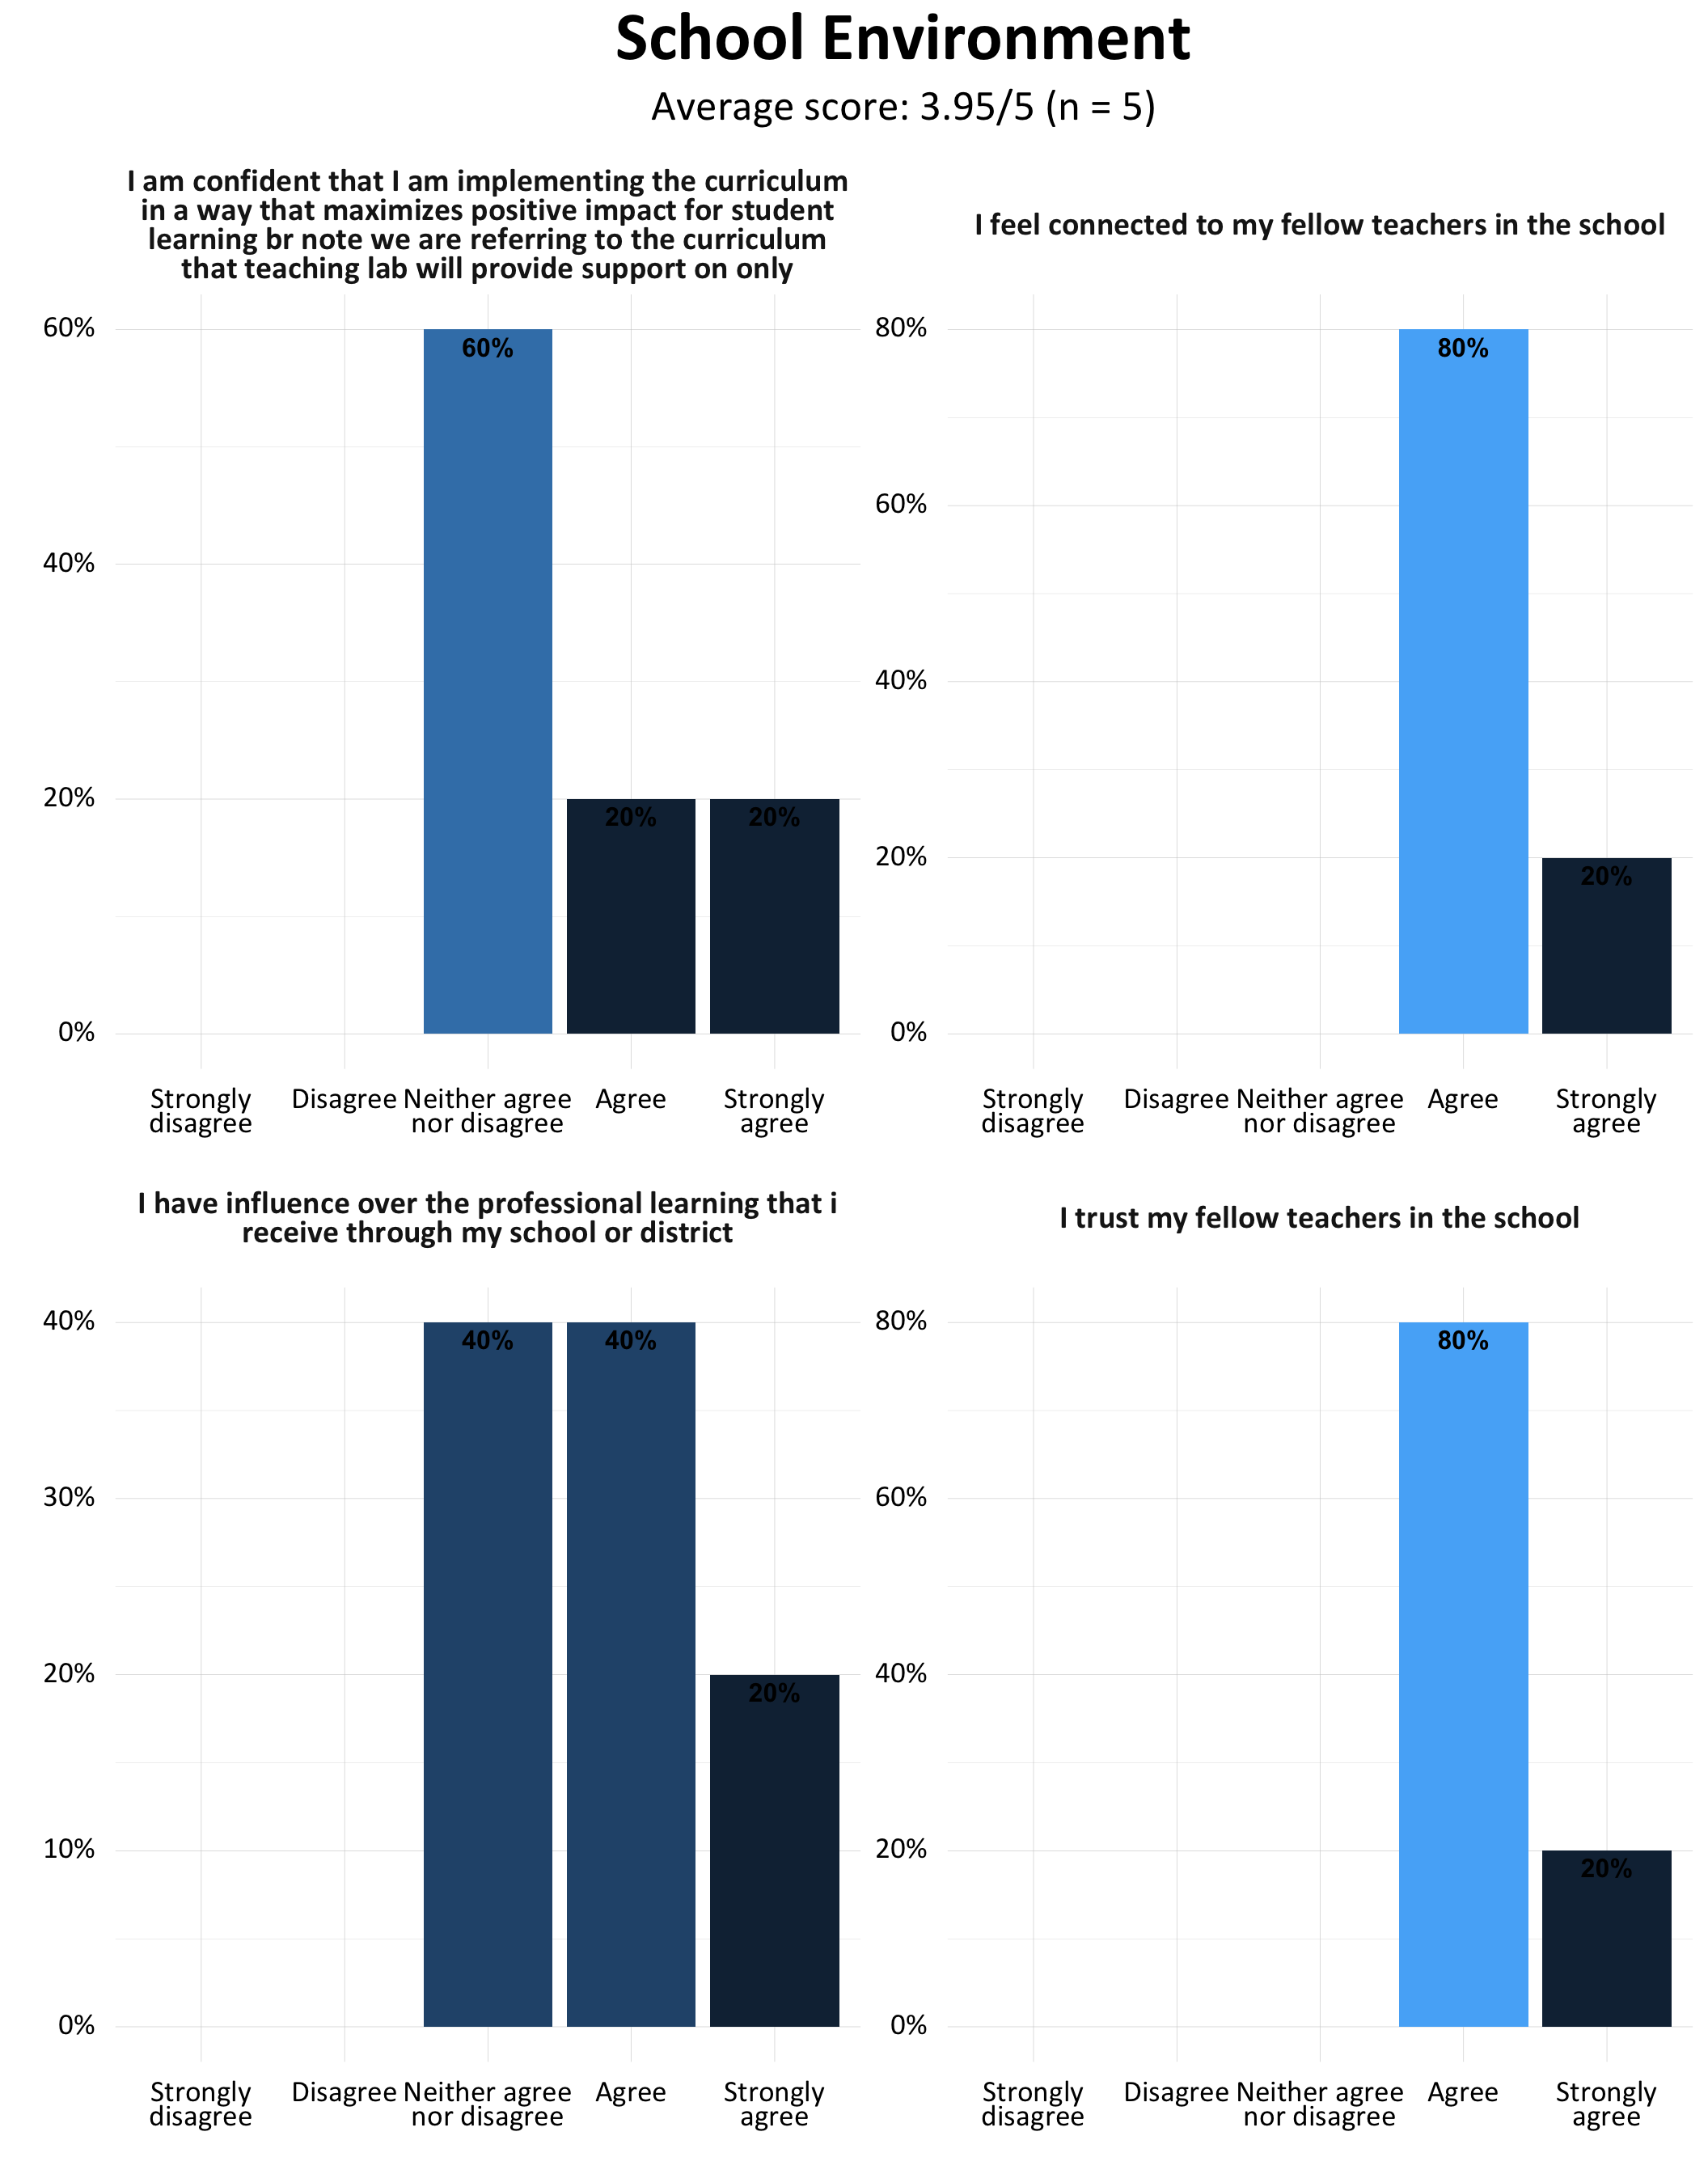 School Environment
Average score: 3.95/5 (n = 5)
I am confident that I am implementing the curriculum
in a way that maximizes positive impact for student
learning br note we are referring to the curriculum
that teaching lab will provide support on only
60%
40%
20%
0%
60%
20%
20%
Strongly
disagree
Disagree
Neither agree
nor disagree
Agree
Strongly
agree
I feel connected to my fellow teachers in the school
80%
60%
40%
20%
0%
80%
20%
Strongly
disagree
Disagree
Neither agree
nor disagree
Agree
Strongly
agree
I have influence over the professional learning that i
receive through my school or district
40%
30%
20%
10%
0%
40%
40%
20%
Strongly
disagree
Disagree
Neither agree
nor disagree
Agree
Strongly
agree
I trust my fellow teachers in the school
80%
60%
40%
20%
0%
80%
20%
Strongly
disagree
Disagree
Neither agree
nor disagree
Agree
Strongly
agree